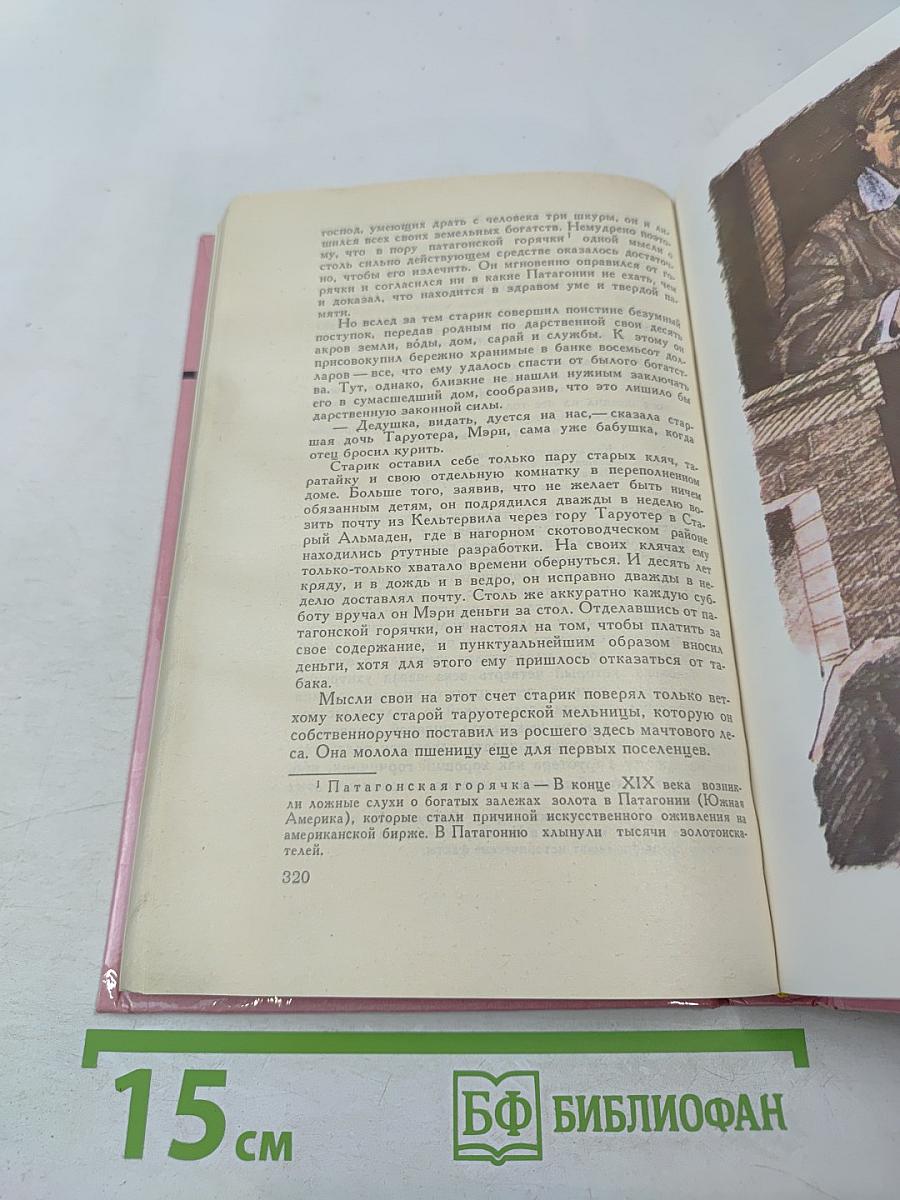 господ, умеющих драть с человека три шкуры, он и ли-
шился всех своих земельных богатств. Немудрено поэто-
му, что в пору патагонской горячки¹ одной мысли о
столь сильно действующем средстве оказалось достаточ-
но, чтобы его излечить. Он мгновенно оправился от го-
рячки и согласился ни в какие Патагонии не ехать, чем
и доказал, что находится в здравом уме и твердой па-
мяти.
Но вслед за тем старик совершил поистине безумный
поступок, передав родным по дарственной свои десять
акров земли, во́ды, дом, сарай и службы. К этому он
присовокупил бережно хранимые в банке восемьсот дол-
ларов — все, что ему удалось спасти от былого богатст-
ва. Тут, однако, близкие не нашли нужным заключать
его в сумасшедший дом, сообразив, что это лишило бы
дарственную законной силы.
— Дедушка, видать, дуется на нас,— сказала стар-
шая дочь Таруотера, Мэри, сама уже бабушка, когда
отец бросил курить.
Старик оставил себе только пару старых кляч, та-
ратайку и свою отдельную комнатку в переполненном
доме. Больше того, заявив, что не желает быть ничем
обязанным детям, он подрядился дважды в неделю во-
зить почту из Кельтервила через гору Таруотер в Ста-
рый Альмаден, где в нагорном скотоводческом районе
находились ртутные разработки. На своих клячах ему
только-только хватало времени обернуться. И десять лет
кряду, и в дождь и в ведро, он исправно дважды в не-
делю доставлял почту. Столь же аккуратно каждую суб-
боту вручал он Мэри деньги за стол. Отделавшись от па-
тагонской горячки, он настоял на том, чтобы платить за
свое содержание, и пунктуальнейшим образом вносил
деньги, хотя для этого ему пришлось отказаться от та-
бака.
Мысли свои на этот счет старик поверял только вет-
хому колесу старой таруотерской мельницы, которую он
собственноручно поставил из росшего здесь мачтового ле-
са. Она молола пшеницу еще для первых поселенцев.
¹ Патагонская горячка — В конце XIX века возник-
ли ложные слухи о богатых залежах золота в Патагонии (Южная
Америка), которые стали причиной искусственного оживления на
американской бирже. В Патагонию хлынули тысячи золотоиска-
телей.
320
15 см
БФ БИБЛИОФАН